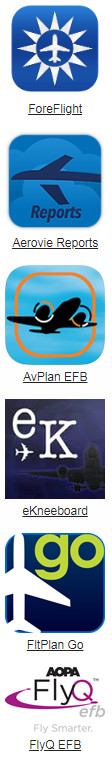 ForeFlight
Reports
Aerovie Reports
AvPlan EFB
eK
eKneeboard
go
FltPlan Go
AOPA
FlyQ
efb
Fly Smarter.
FlyQ EFB